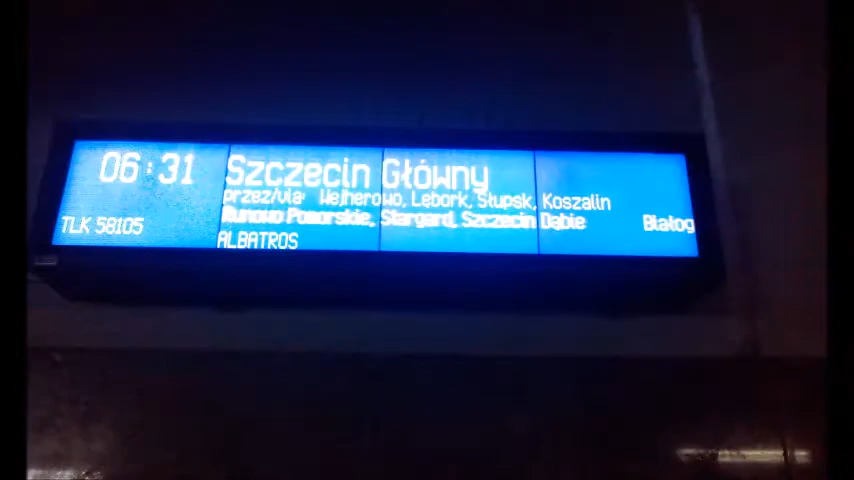 06:31 Szczecin Główny
przez/via: Wejherowo, Lębork, Słupsk, Koszalin
Runowo Pomorskie, Stargard, Szczecin Dąbie Białog
TLK 58105
ALBATROS